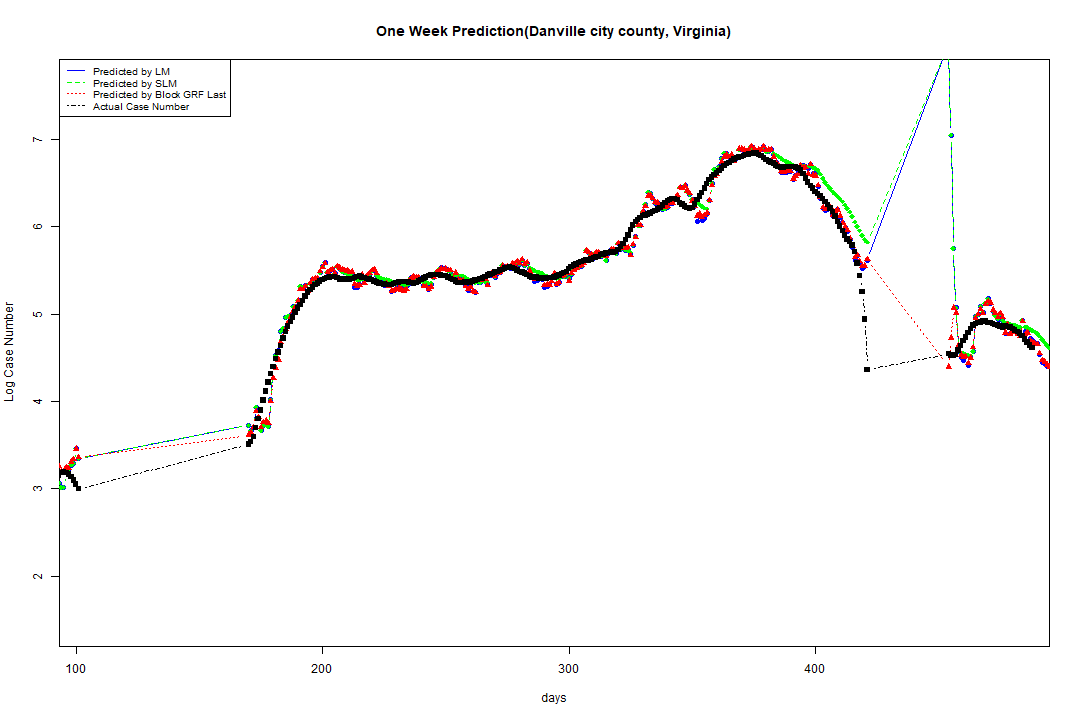 One Week Prediction(Danville city county, Virginia)
Predicted by LM
Predicted by SLM
Predicted by Block GRF Last
Actual Case Number
7
6
5
4
3
2
Log Case Number
100
200
300
400
days